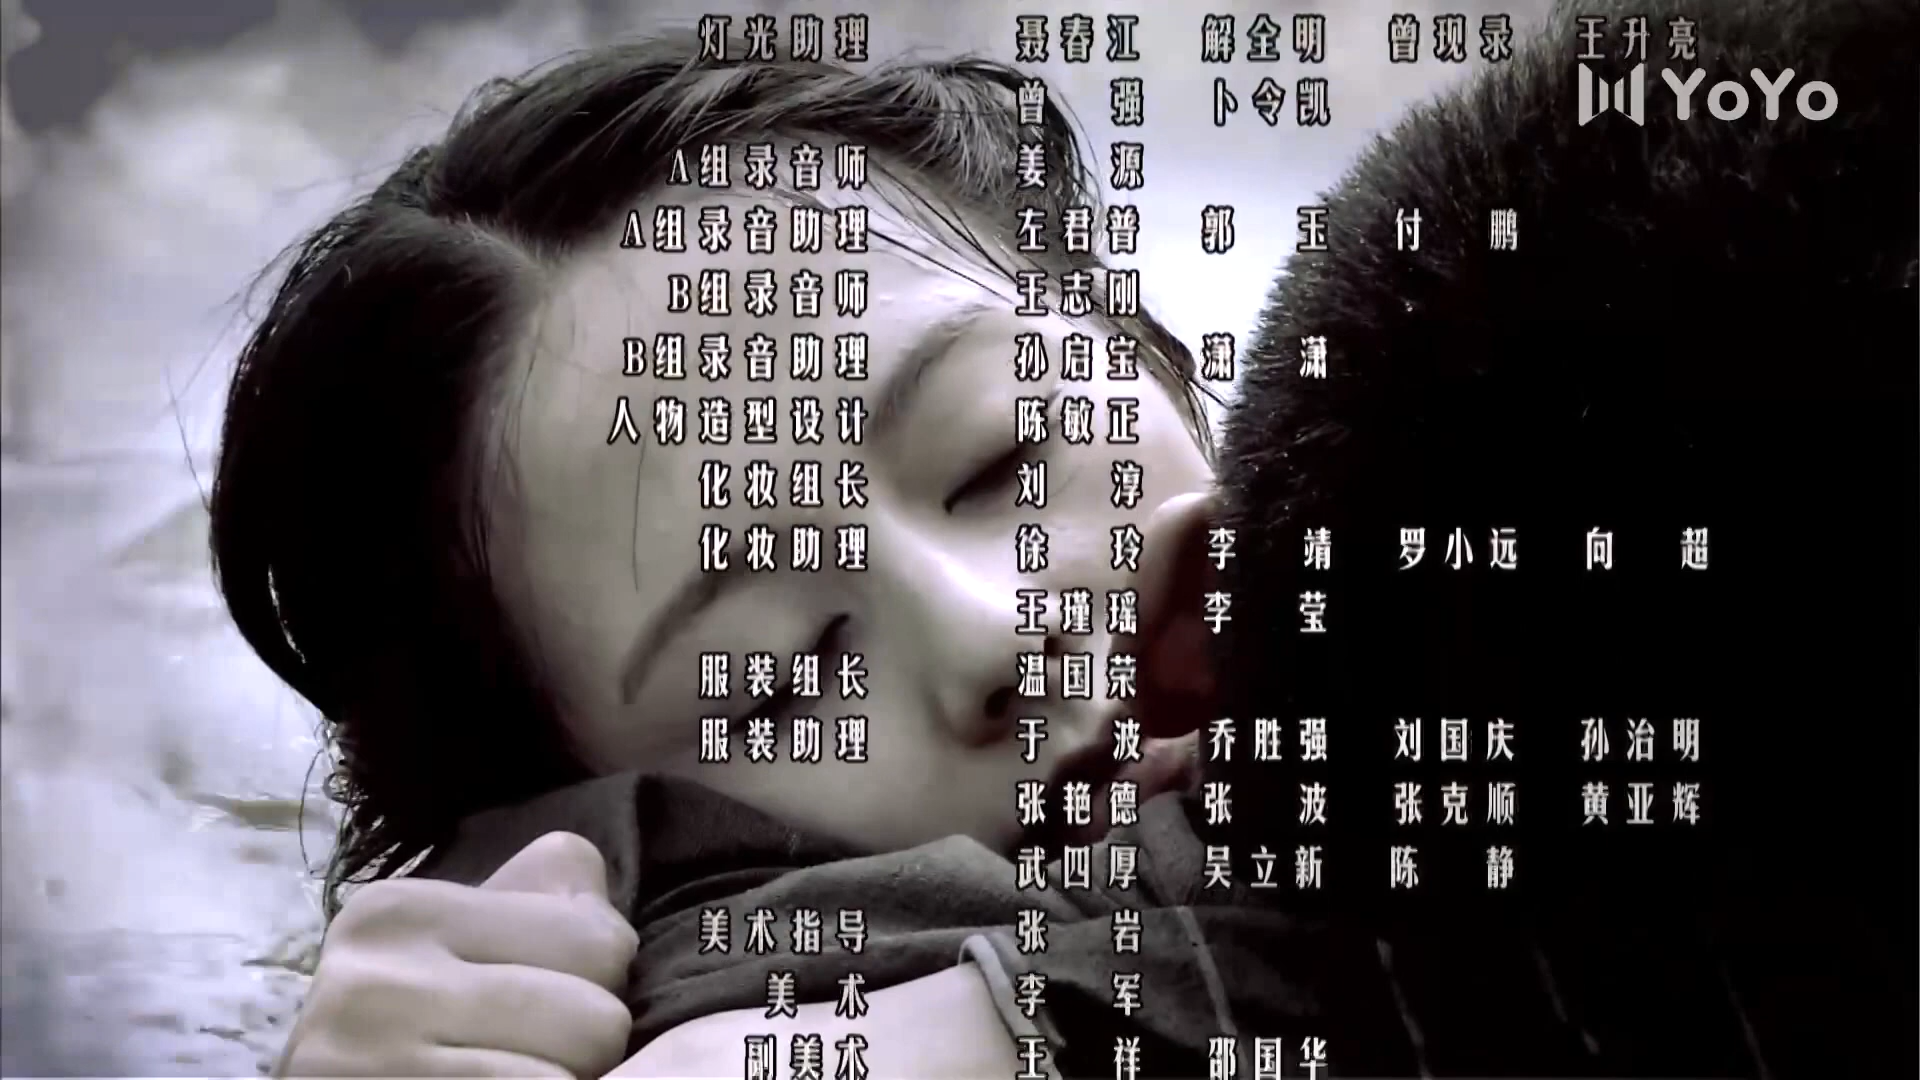 灯光助理 聂春江 解全明 曾现录 王升亮
YoYo
曾强 卜令凯
A组录音师 姜源
A组录音助理 左君普 郭玉 付鹏
B组录音师 王志刚
B组录音助理 孙启宝 潇潇
人物造型设计 陈敏正
化妆组长 刘淳
化妆助理 徐玲 李靖 罗小远 向超
王瑾瑶 李莹
服装组长 温国荣
服装助理 于波 乔胜强 刘国庆 孙治明
张艳德 张波 张克顺 黄亚辉
武四厚 吴立新 陈静
美术指导 张岩
美术 李军
副美术 王祥 邵国华